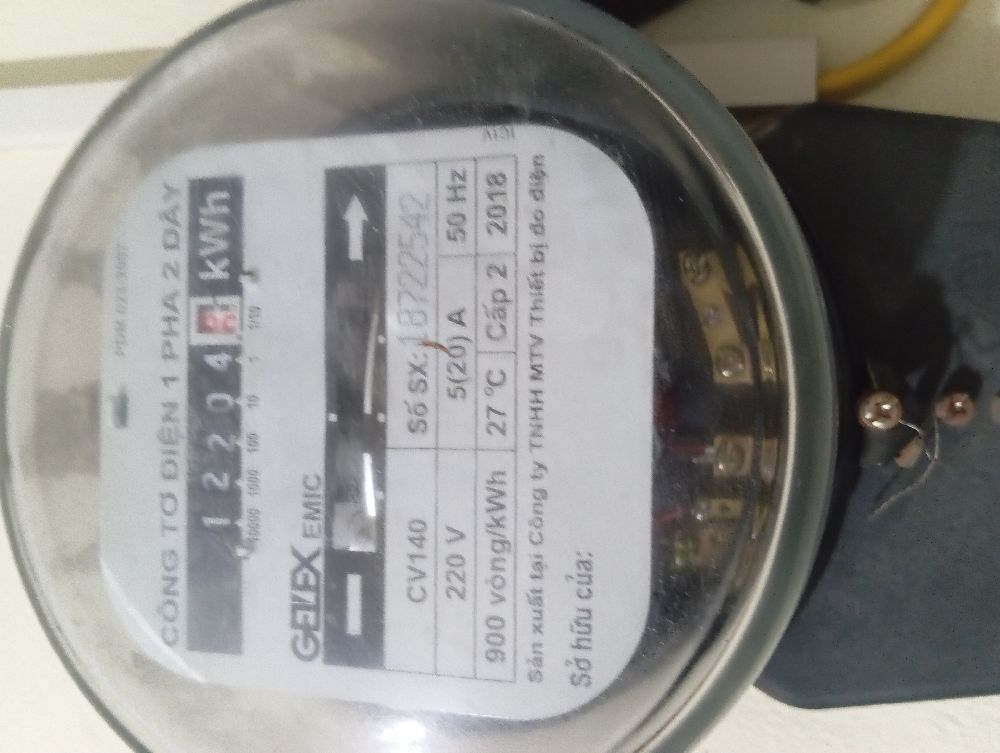 CÔNG TƠ ĐIỆN 1 PHA 2 DÂY
1 2 2 0 4 kWh
10000 1000 100 10 1 1/10
GELEX EMIC
CV140 Số SX: 18722542
220 V 5(20) A 50 Hz
900 vòng/kWh 27 ºC Cấp 2 2018
Sản xuất tại Công ty TNHH MTV Thiết bị đo điện
Sở hữu của: